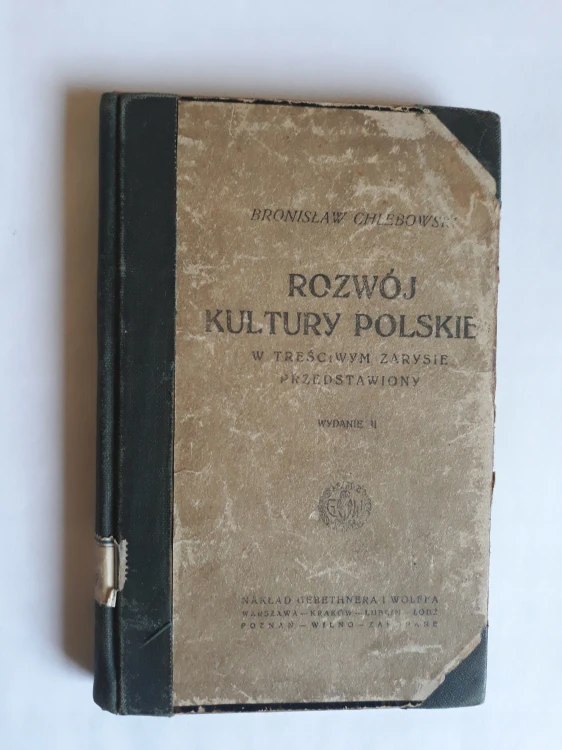 BRONISŁAW CHLEBOWSKI
ROZWÓJ
KULTURY POLSKIE
W TREŚCIWYM ZARYSIE
PRZEDSTAWIONY
WYDANIE II
NAKŁAD GEBETHNERA I WOLFFA
WARSZAWA—KRAKÓW—LUBLIN—ŁÓDŹ
POZNAŃ—WILNO—ZAKOPANE